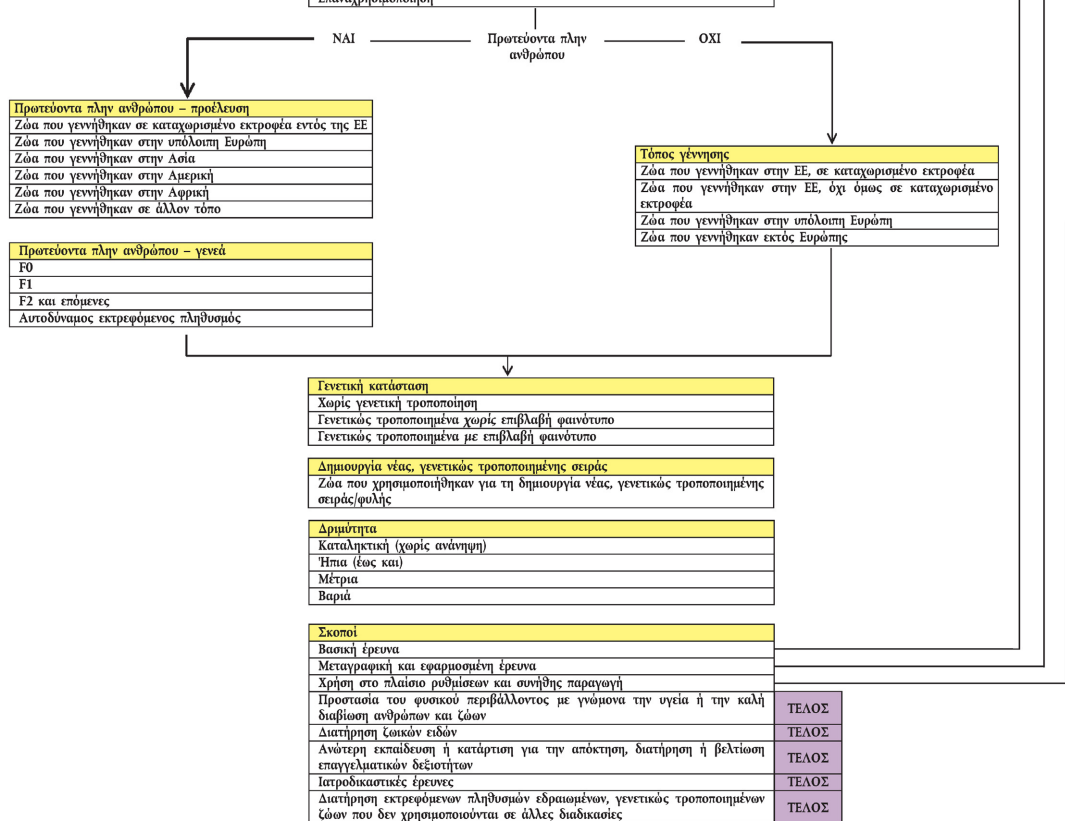 Επαναχρησιμοποίηση
ΝΑΙ
Πρωτεύοντα πλην
ανθρώπου
ΟΧΙ
Πρωτεύοντα πλην ανθρώπου – προέλευση
Ζώα που γεννήθηκαν σε καταχωρισμένο εκτροφέα εντός της ΕΕ
Ζώα που γεννήθηκαν στην υπόλοιπη Ευρώπη
Ζώα που γεννήθηκαν στην Ασία
Ζώα που γεννήθηκαν στην Αμερική
Ζώα που γεννήθηκαν στην Αφρική
Ζώα που γεννήθηκαν σε άλλον τόπο
Τόπος γέννησης
Ζώα που γεννήθηκαν στην ΕΕ, σε καταχωρισμένο εκτροφέα
Ζώα που γεννήθηκαν στην ΕΕ, όχι όμως σε καταχωρισμένο
εκτροφέα
Ζώα που γεννήθηκαν στην υπόλοιπη Ευρώπη
Ζώα που γεννήθηκαν εκτός Ευρώπης
Πρωτεύοντα πλην ανθρώπου – γενεά
F0
F1
F2 και επόμενες
Αυτοδύναμος εκτρεφόμενος πληθυσμός
Γενετική κατάσταση
Χωρίς γενετική τροποποίηση
Γενετικώς τροποποιημένα χωρίς επιβλαβή φαινότυπο
Γενετικώς τροποποιημένα με επιβλαβή φαινότυπο
Δημιουργία νέας, γενετικώς τροποποιημένης σειράς
Ζώα που χρησιμοποιήθηκαν για τη δημιουργία νέας, γενετικώς τροποποιημένης
σειράς/φυλής
Δριμύτητα
Καταληκτική (χωρίς ανάνηψη)
Ήπια (έως και)
Μέτρια
Βαριά
Σκοποί
Βασική έρευνα
Μεταγραφική και εφαρμοσμένη έρευνα
Χρήση στο πλαίσιο ρυθμίσεων και συνήθης παραγωγή
Προστασία του φυσικού περιβάλλοντος με γνώμονα την υγεία ή την καλή
διαβίωση ανθρώπων και ζώων
ΤΕΛΟΣ
Διατήρηση ζωικών ειδών
ΤΕΛΟΣ
Ανώτερη εκπαίδευση ή κατάρτιση για την απόκτηση, διατήρηση ή βελτίωση
επαγγελματικών δεξιοτήτων
ΤΕΛΟΣ
Ιατροδικαστικές έρευνες
ΤΕΛΟΣ
Διατήρηση εκτρεφόμενων πληθυσμών εδραιωμένων, γενετικώς τροποποιημένων
ζώων που δεν χρησιμοποιούνται σε άλλες διαδικασίες
ΤΕΛΟΣ